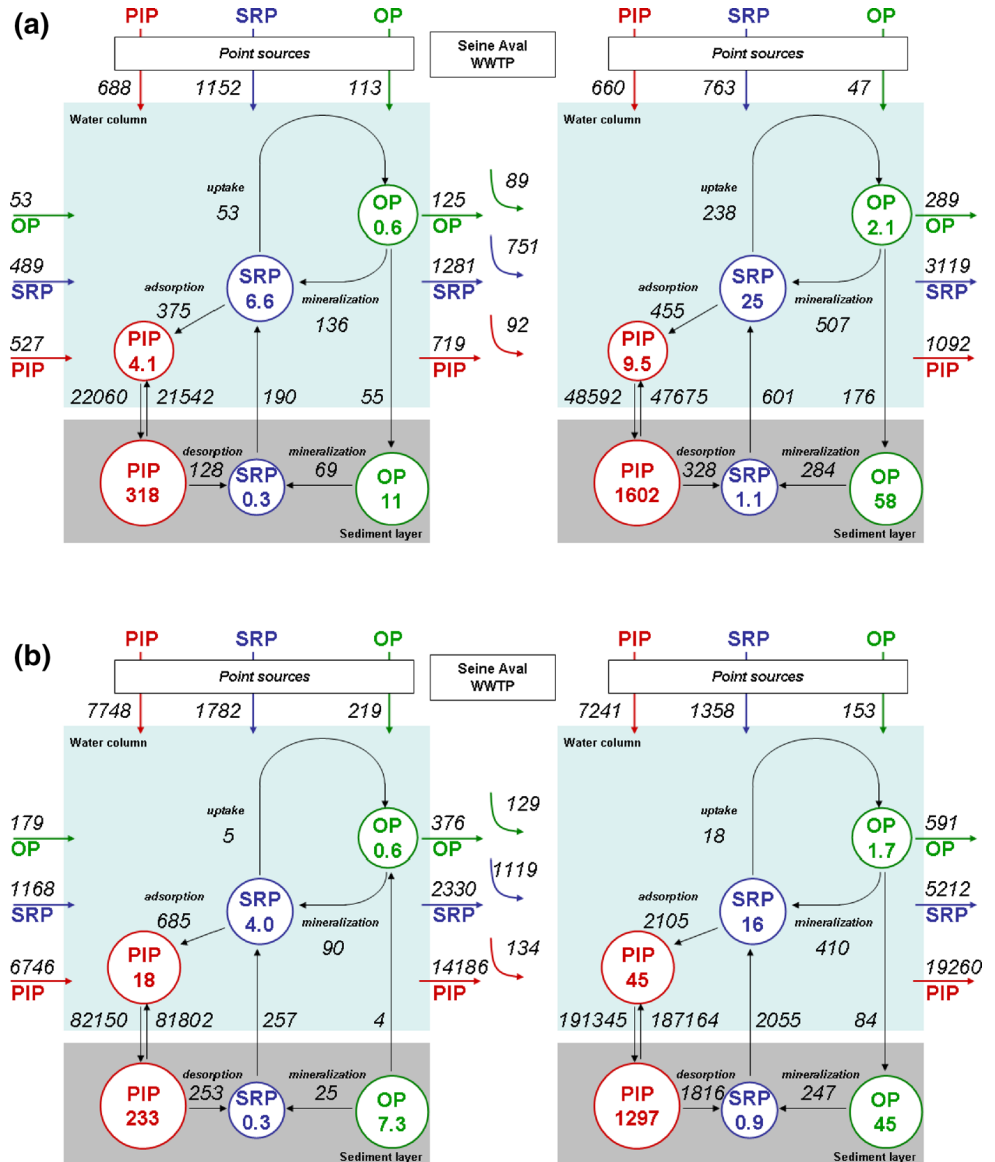 (a)
PIP SRP OP
Point sources
688 1152 113
Seine Aval
WWTP
PIP SRP OP
Point sources
660 763 47
Water column
uptake
53
OP
0.6
53
OP
125
OP
89
489
SRP
SRP
6.6
1281
SRP
751
adsorption
375
mineralization
136
527
PIP
PIP
4.1
719
PIP
92
22060 21542 190 55
PIP
318
desorption
128
SRP
0.3
mineralization
69
OP
11
Sediment layer
Water column
uptake
238
OP
2.1
289
OP
SRP
25
3119
SRP
adsorption
455
mineralization
507
PIP
9.5
1092
PIP
48592 47675 601 176
PIP
1602
desorption
328
SRP
1.1
mineralization
284
OP
58
Sediment layer
(b)
PIP SRP OP
Point sources
7748 1782 219
Seine Aval
WWTP
PIP SRP OP
Point sources
7241 1358 153
Water column
uptake
5
OP
0.6
179
OP
376
OP
129
1168
SRP
SRP
4.0
2330
SRP
1119
adsorption
685
mineralization
90
6746
PIP
PIP
18
14186
PIP
134
82150 81802 257 4
PIP
233
desorption
253
SRP
0.3
mineralization
25
OP
7.3
Sediment layer
Water column
uptake
18
OP
1.7
591
OP
SRP
16
5212
SRP
adsorption
2105
mineralization
410
PIP
45
19260
PIP
191345 187164 2055 84
PIP
1297
desorption
1816
SRP
0.9
mineralization
247
OP
45
Sediment layer